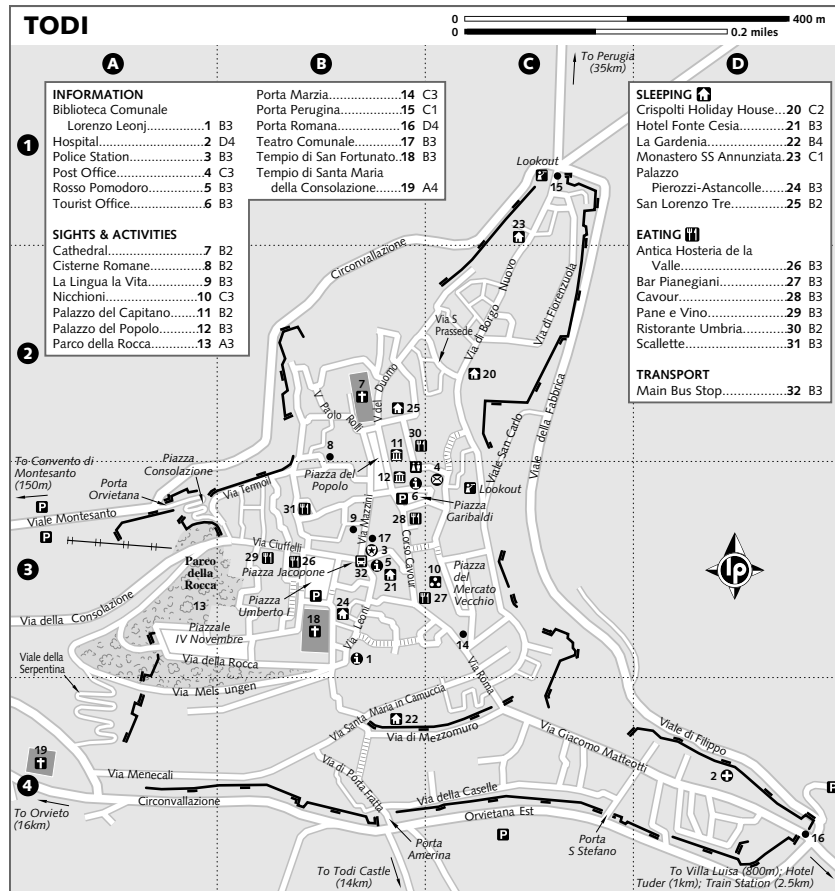 TODI
0 400 m
0 0.2 miles
A B C D
1
2
3
4
INFORMATION
Biblioteca Comunale
Lorenzo Leonj...................1 B3
Hospital................................2 D4
Police Station......................3 B3
Post Office..........................4 C3
Rosso Pomodoro................5 B3
Tourist Office.....................6 B3
SIGHTS & ACTIVITIES
Cathedral............................7 B2
Cisterne Romane................8 B2
La Lingua la Vita................9 B3
Nicchioni...........................10 C3
Palazzo del Capitano........11 B2
Palazzo del Popolo............12 B3
Parco della Rocca..............13 A3
Porta Marzia......................14 C3
Porta Perugina..................15 C1
Porta Romana...................16 D4
Teatro Comunale..............17 B3
Tempio di San Fortunato.18 B3
Tempio di Santa Maria
della Consolazione.........19 A4
SLEEPING
Crispolti Holiday House...20 C2
Hotel Fonte Cesia..............21 B3
La Gardenia......................22 B4
Monastero SS Annunziata.23 C1
Palazzo
Pierozzi-Astancolle.........24 B3
San Lorenzo Tre................25 B2
EATING
Antica Hosteria de la
Valle..............................26 B3
Bar Pianegiani...................27 B3
Cavour..............................28 B3
Pane e Vino......................29 B3
Ristorante Umbria............30 B2
Scallette............................31 B3
TRANSPORT
Main Bus Stop...................32 B3
To Perugia
(35km)
Lookout
15
23
Circonvallazione
Via di Borgo Nuovo
Via di Fiorenzuola
Via S
Prassede
20
7
V del Duomo
V Paolo Rolli
25
30
8
11
12
4
6
Piazza del
Popolo
Viale San Carlo
Viale della Fabbrica
Lookout
Piazza
Garibaldi
To Convento di
Montesanto
(150m)
Piazza
Consolazione
Porta
Orvietana
Viale Montesanto
P
P
P
Via Termoli
31
9
Via Mazzini
17
3
28
Corso Cavour
Via Ciuffelli
29
26
Piazza Jacopone
32
5
21
10
Piazza
del
Mercato
Vecchio
Parco
della
Rocca
13
Piazza
Umberto I
P
24
27
18
Via Leoni
14
Via della Consolazione
Piazzale
IV Novembre
Via della Rocca
1
Viale della
Serpentina
Via Mels ungen
Via Roma
Via Santa Maria in Camuccia
22
Via di Mezzomuro
Via Giacomo Matteotti
Viale di Filippo
19
2
Via Menecali
Via di Porta Fratta
Circonvallazione
Via della Caselle
Orvietana Est
To Orvieto
(16km)
Porta
Amerina
P
Porta
S Stefano
P
16
To Todi Castle
(14km)
To Villa Luisa (800m); Hotel
Tuder (1km); Train Station (2.5km)
lp